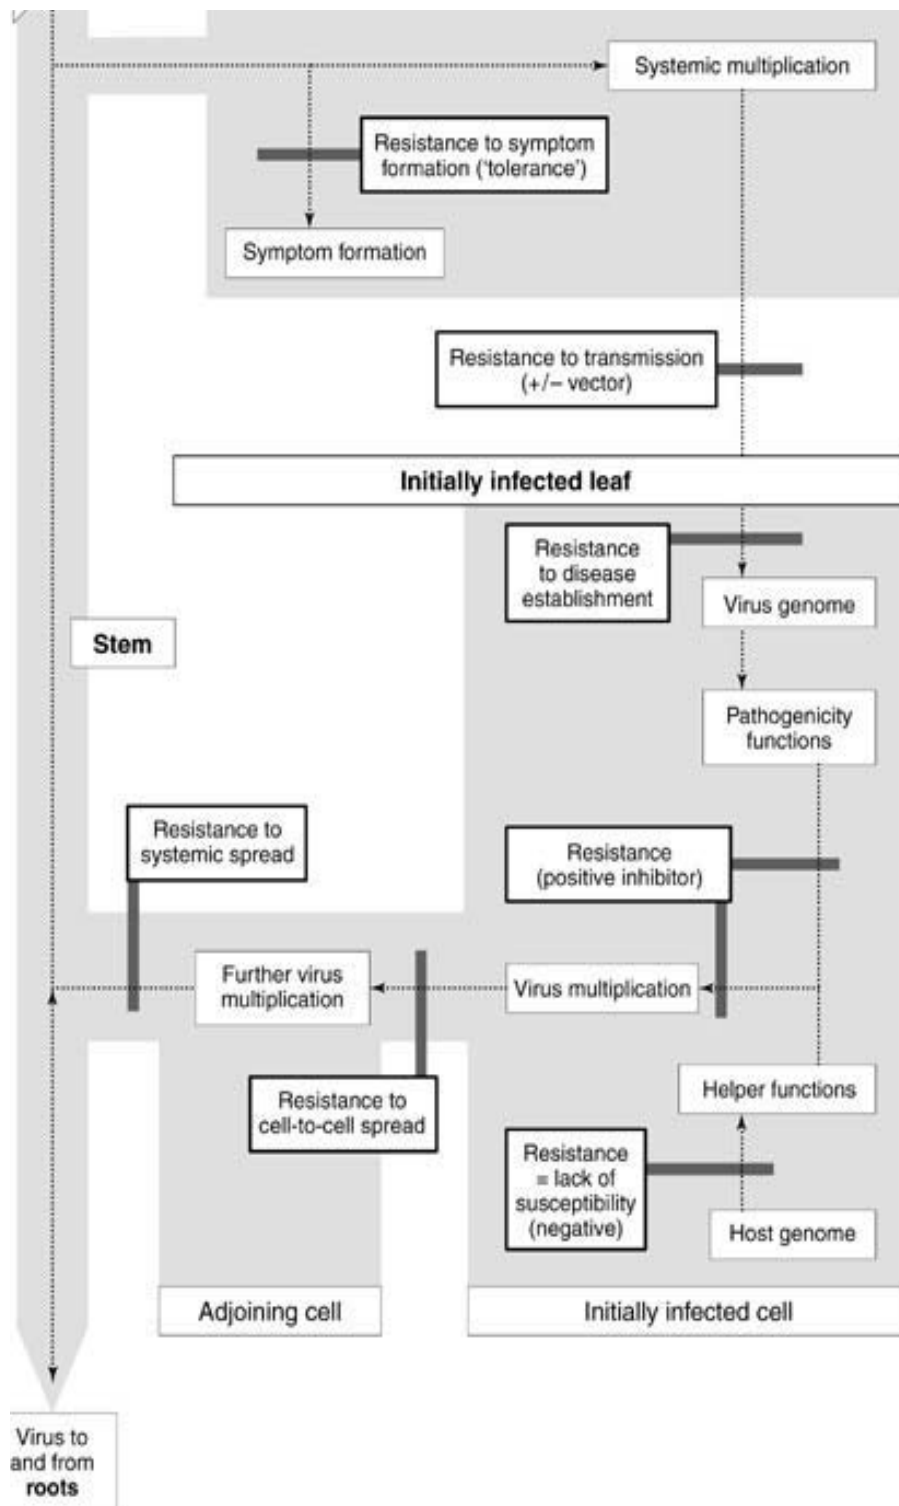 Systemic multiplication
Resistance to symptom
formation (‘tolerance’)
Symptom formation
Resistance to transmission
(+/– vector)
Initially infected leaf
Resistance
to disease
establishment
Virus genome
Stem
Pathogenicity
functions
Resistance to
systemic spread
Resistance
(positive inhibitor)
Further virus
multiplication
Virus multiplication
Helper functions
Resistance to
cell-to-cell spread
Resistance
= lack of
susceptibility
(negative)
Host genome
Adjoining cell
Initially infected cell
Virus to
and from
roots